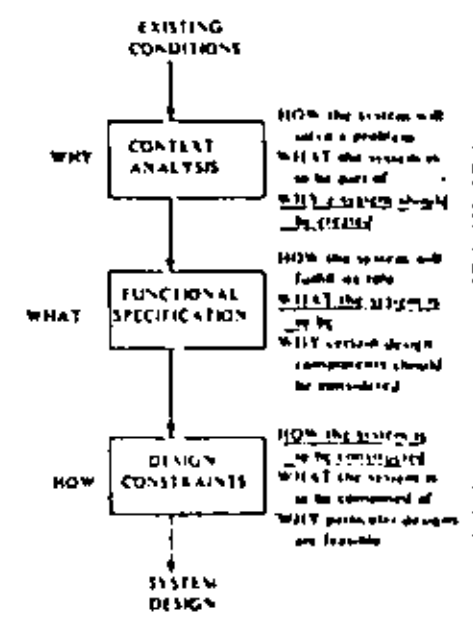 EXISTING
CONDITIONS
WHY
CONTEXT
ANALYSIS
HOW the system will
solve a problem
WHAT the system is
to be part of
WHY a system should
be created
WHAT
FUNCTIONAL
SPECIFICATION
HOW the system will
fulfill its role
WHAT the system is
to be
WHY certain design
components should
be considered
HOW
DESIGN
CONSTRAINTS
HOW the system is
to be constructed
WHAT the system is
to be composed of
WHY particular designs
are feasible
SYSTEM
DESIGN